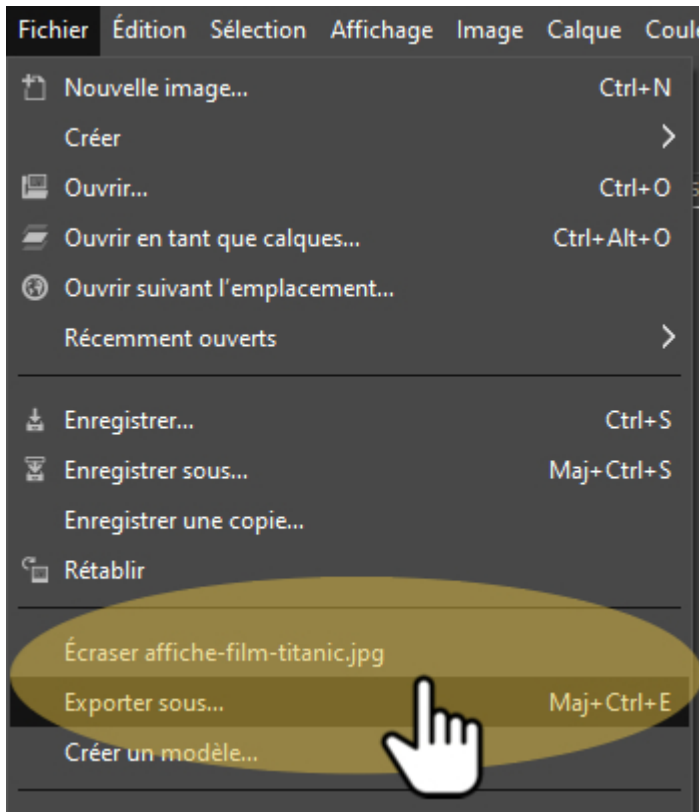 Fichier Édition Sélection Affichage Image Calque
Nouvelle image... Ctrl+N
Créer
Ouvrir... Ctrl+O
Ouvrir en tant que calques... Ctrl+Alt+O
Ouvrir suivant l'emplacement...
Récemment ouverts
Enregistrer... Ctrl+S
Enregistrer sous... Maj+Ctrl+S
Enregistrer une copie...
Rétablir
Écraser affiche-film-titanic.jpg
Exporter sous... Maj+Ctrl+E
Créer un modèle...